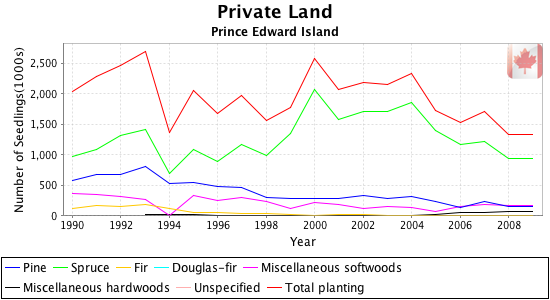 Private Land
Prince Edward Island
Number of Seedlings(1000s)
2,500
2,000
1,500
1,000
500
0
1990 1992 1994 1996 1998 2000 2002 2004 2006 2008
Year
Pine Spruce Fir Douglas-fir Miscellaneous softwoods
Miscellaneous hardwoods Unspecified Total planting